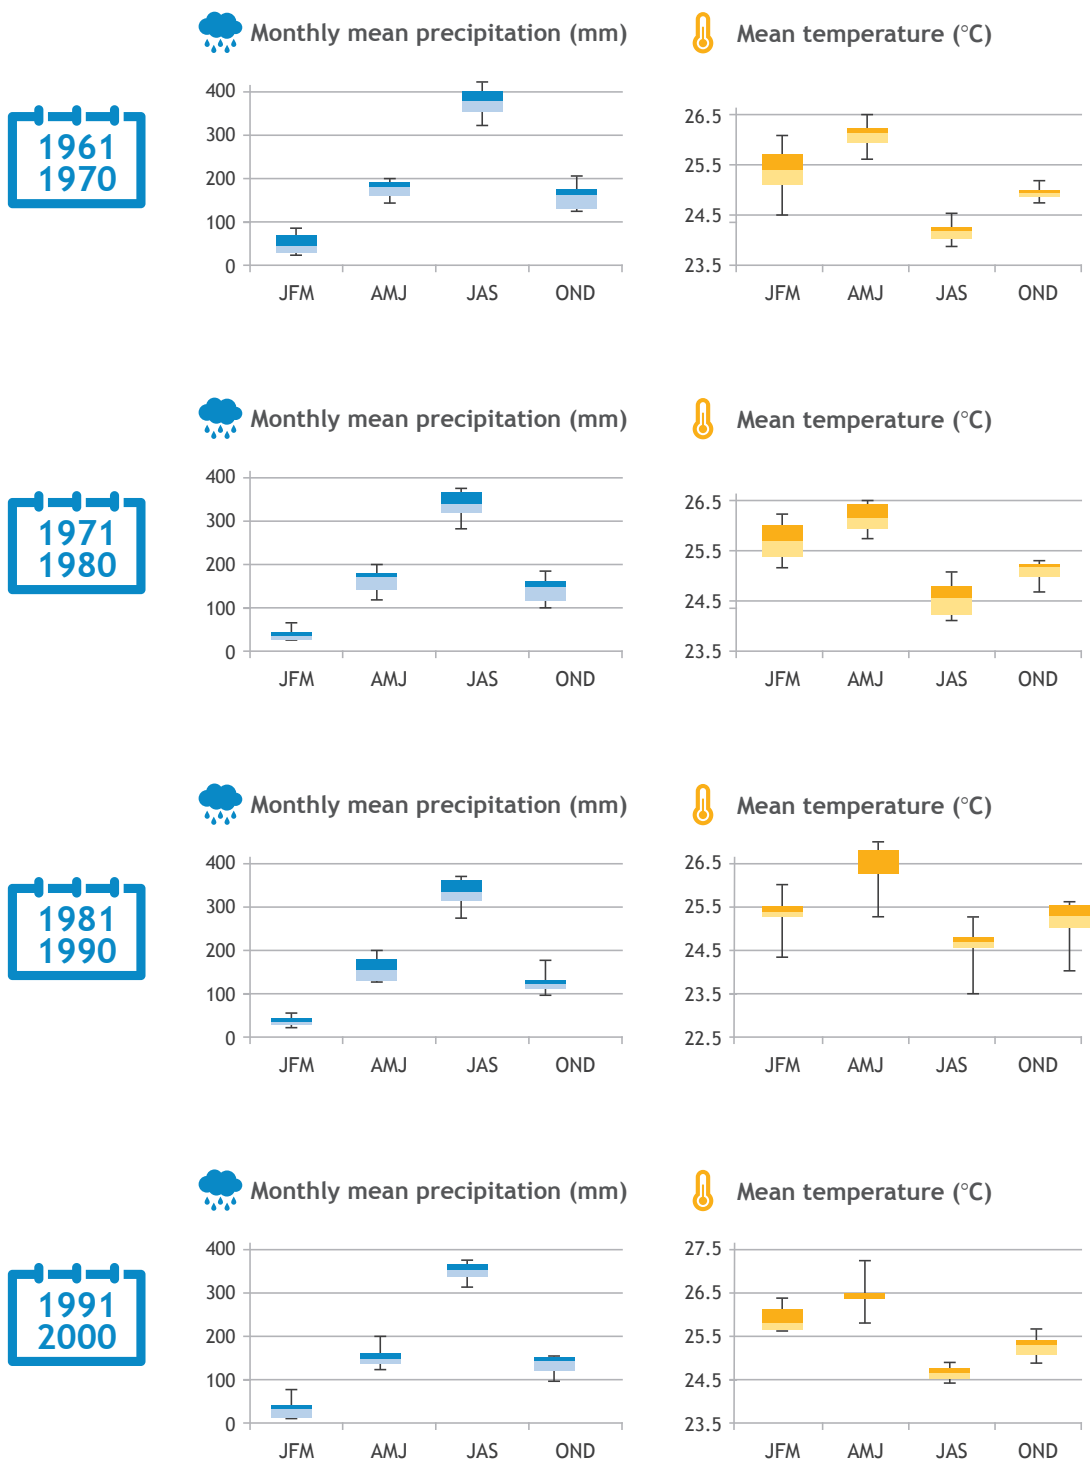 Monthly mean precipitation (mm)
Mean temperature (°C)
1961
1970
400
300
200
100
0
JFM AMJ JAS OND
26.5
25.5
24.5
23.5
JFM AMJ JAS OND
Monthly mean precipitation (mm)
Mean temperature (°C)
1971
1980
400
300
200
100
0
JFM AMJ JAS OND
26.5
25.5
24.5
23.5
JFM AMJ JAS OND
Monthly mean precipitation (mm)
Mean temperature (°C)
1981
1990
400
300
200
100
0
JFM AMJ JAS OND
26.5
25.5
24.5
23.5
22.5
JFM AMJ JAS OND
Monthly mean precipitation (mm)
Mean temperature (°C)
1991
2000
400
300
200
100
0
JFM AMJ JAS OND
27.5
26.5
25.5
24.5
23.5
JFM AMJ JAS OND